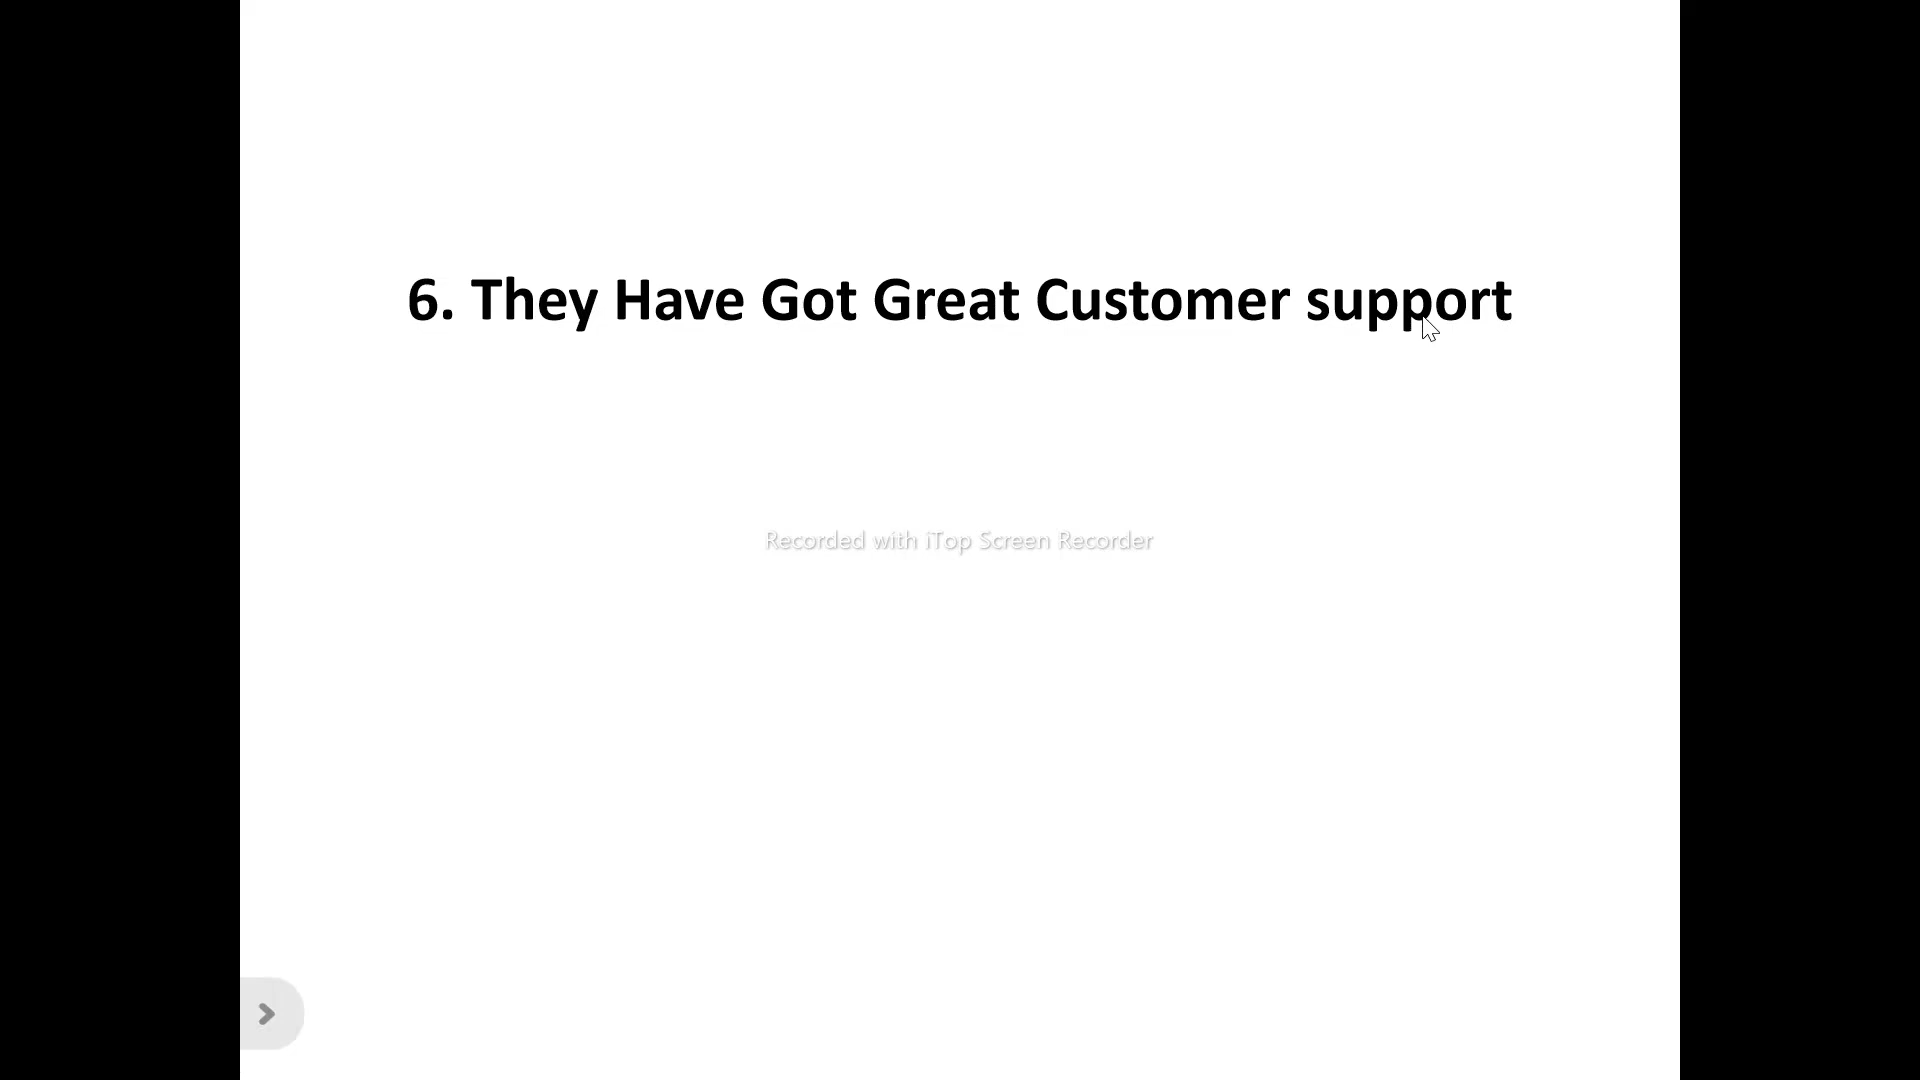 6. They Have Got Great Customer support
Recorded with iTop Screen Recorder